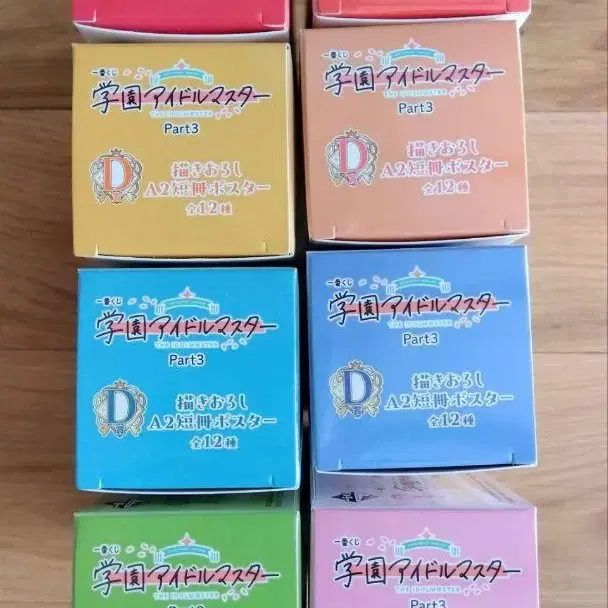 一番くじ
学園アイドルマスター
THE IDOLM@STER
Part3
D賞
描きおろし
A2短冊ポスター
全12種
一番くじ
学園アイドルマスター
THE IDOLM@STER
Part3
D賞
描きおろし
A2短冊ポスター
全12種
一番くじ
学園アイドルマスター
THE IDOLM@STER
Part3
D賞
描きおろし
A2短冊ポスター
全12種
一番くじ
学園アイドルマスター
THE IDOLM@STER
Part3
D賞
描きおろし
A2短冊ポスター
全12種
一番くじ
学園アイドルマスター
THE IDOLM@STER
一番くじ
学園アイドルマスター
THE IDOLM@STER
Part3